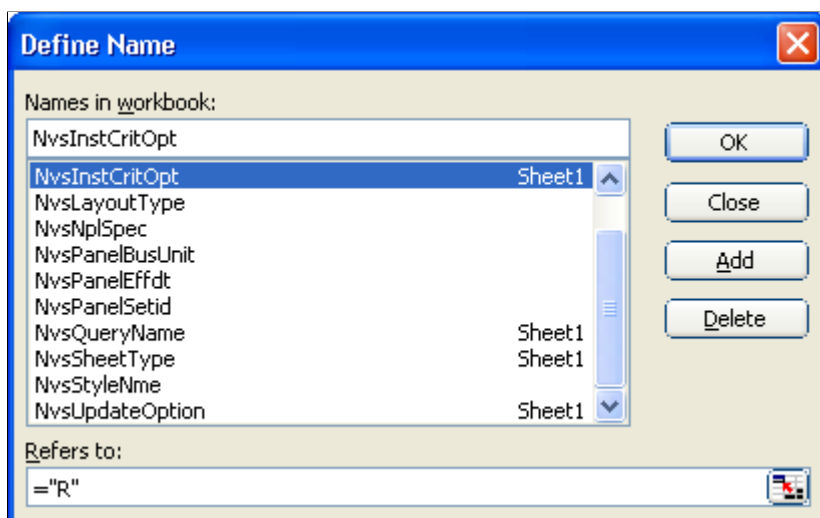 Define Name
Names in workbook:
NvsInstCritOpt
OK
NvsInstCritOpt Sheet1
NvsLayoutType
Close
NvsNplSpec
NvsPanelBusUnit
Add
NvsPanelEffdt
NvsPanelSetid
Delete
NvsQueryName Sheet1
NvsSheetType Sheet1
NvsStyleNme
NvsUpdateOption Sheet1
Refers to:
="R"